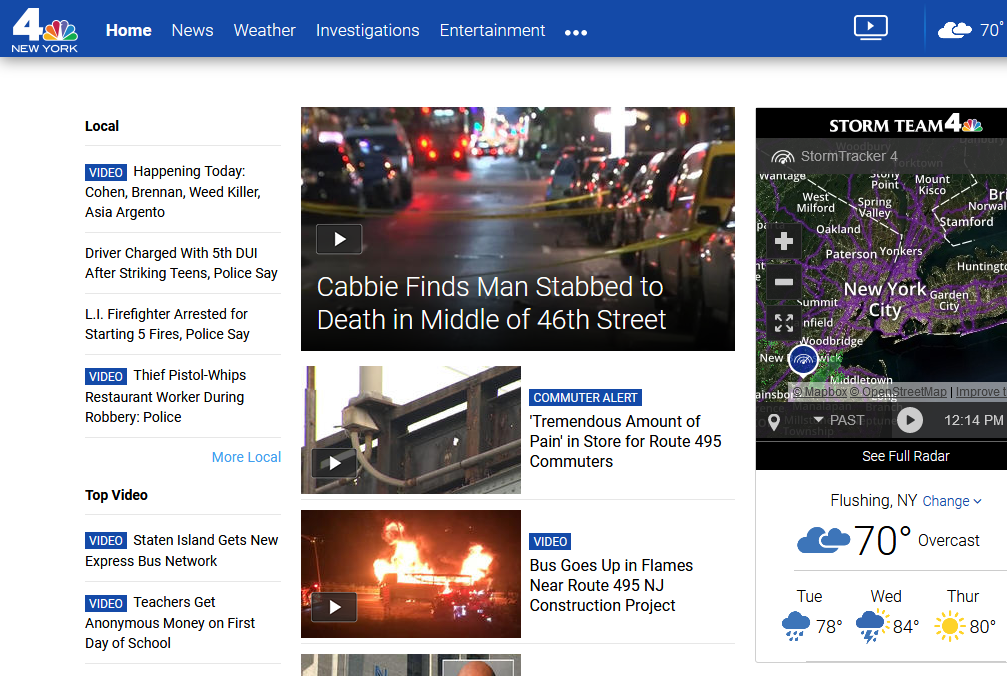 4
NEW YORK
Home News Weather Investigations Entertainment
70°
Local
VIDEO Happening Today:
Cohen, Brennan, Weed Killer,
Asia Argento
Driver Charged With 5th DUI
After Striking Teens, Police Say
L.I. Firefighter Arrested for
Starting 5 Fires, Police Say
VIDEO Thief Pistol-Whips
Restaurant Worker During
Robbery: Police
More Local
Top Video
VIDEO Staten Island Gets New
Express Bus Network
VIDEO Teachers Get
Anonymous Money on First
Day of School
Cabbie Finds Man Stabbed to
Death in Middle of 46th Street
COMMUTER ALERT
'Tremendous Amount of
Pain' in Store for Route 495
Commuters
VIDEO
Bus Goes Up in Flames
Near Route 495 NJ
Construction Project
STORM TEAM 4
StormTracker 4
Woodbury
Yorktown
Wantage
Stony
Point
Mount
Kisco
West
Milford
Spring
Valley
Norwal
Stamford
Oakland
Paterson
Yonkers
Huntingto
New York
City
Garden
City
Woodbridge
Middletown
© Mapbox © OpenStreetMap | Improve t
PAST
12:14 PM
See Full Radar
Flushing, NY Change
70° Overcast
Tue Wed Thur
78° 84° 80°